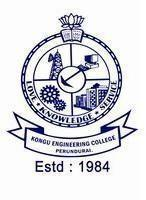 LOVE • KNOWLEDGE • SERVICE
KONGU ENGINEERING COLLEGE
PERUNDURAI.
Estd : 1984